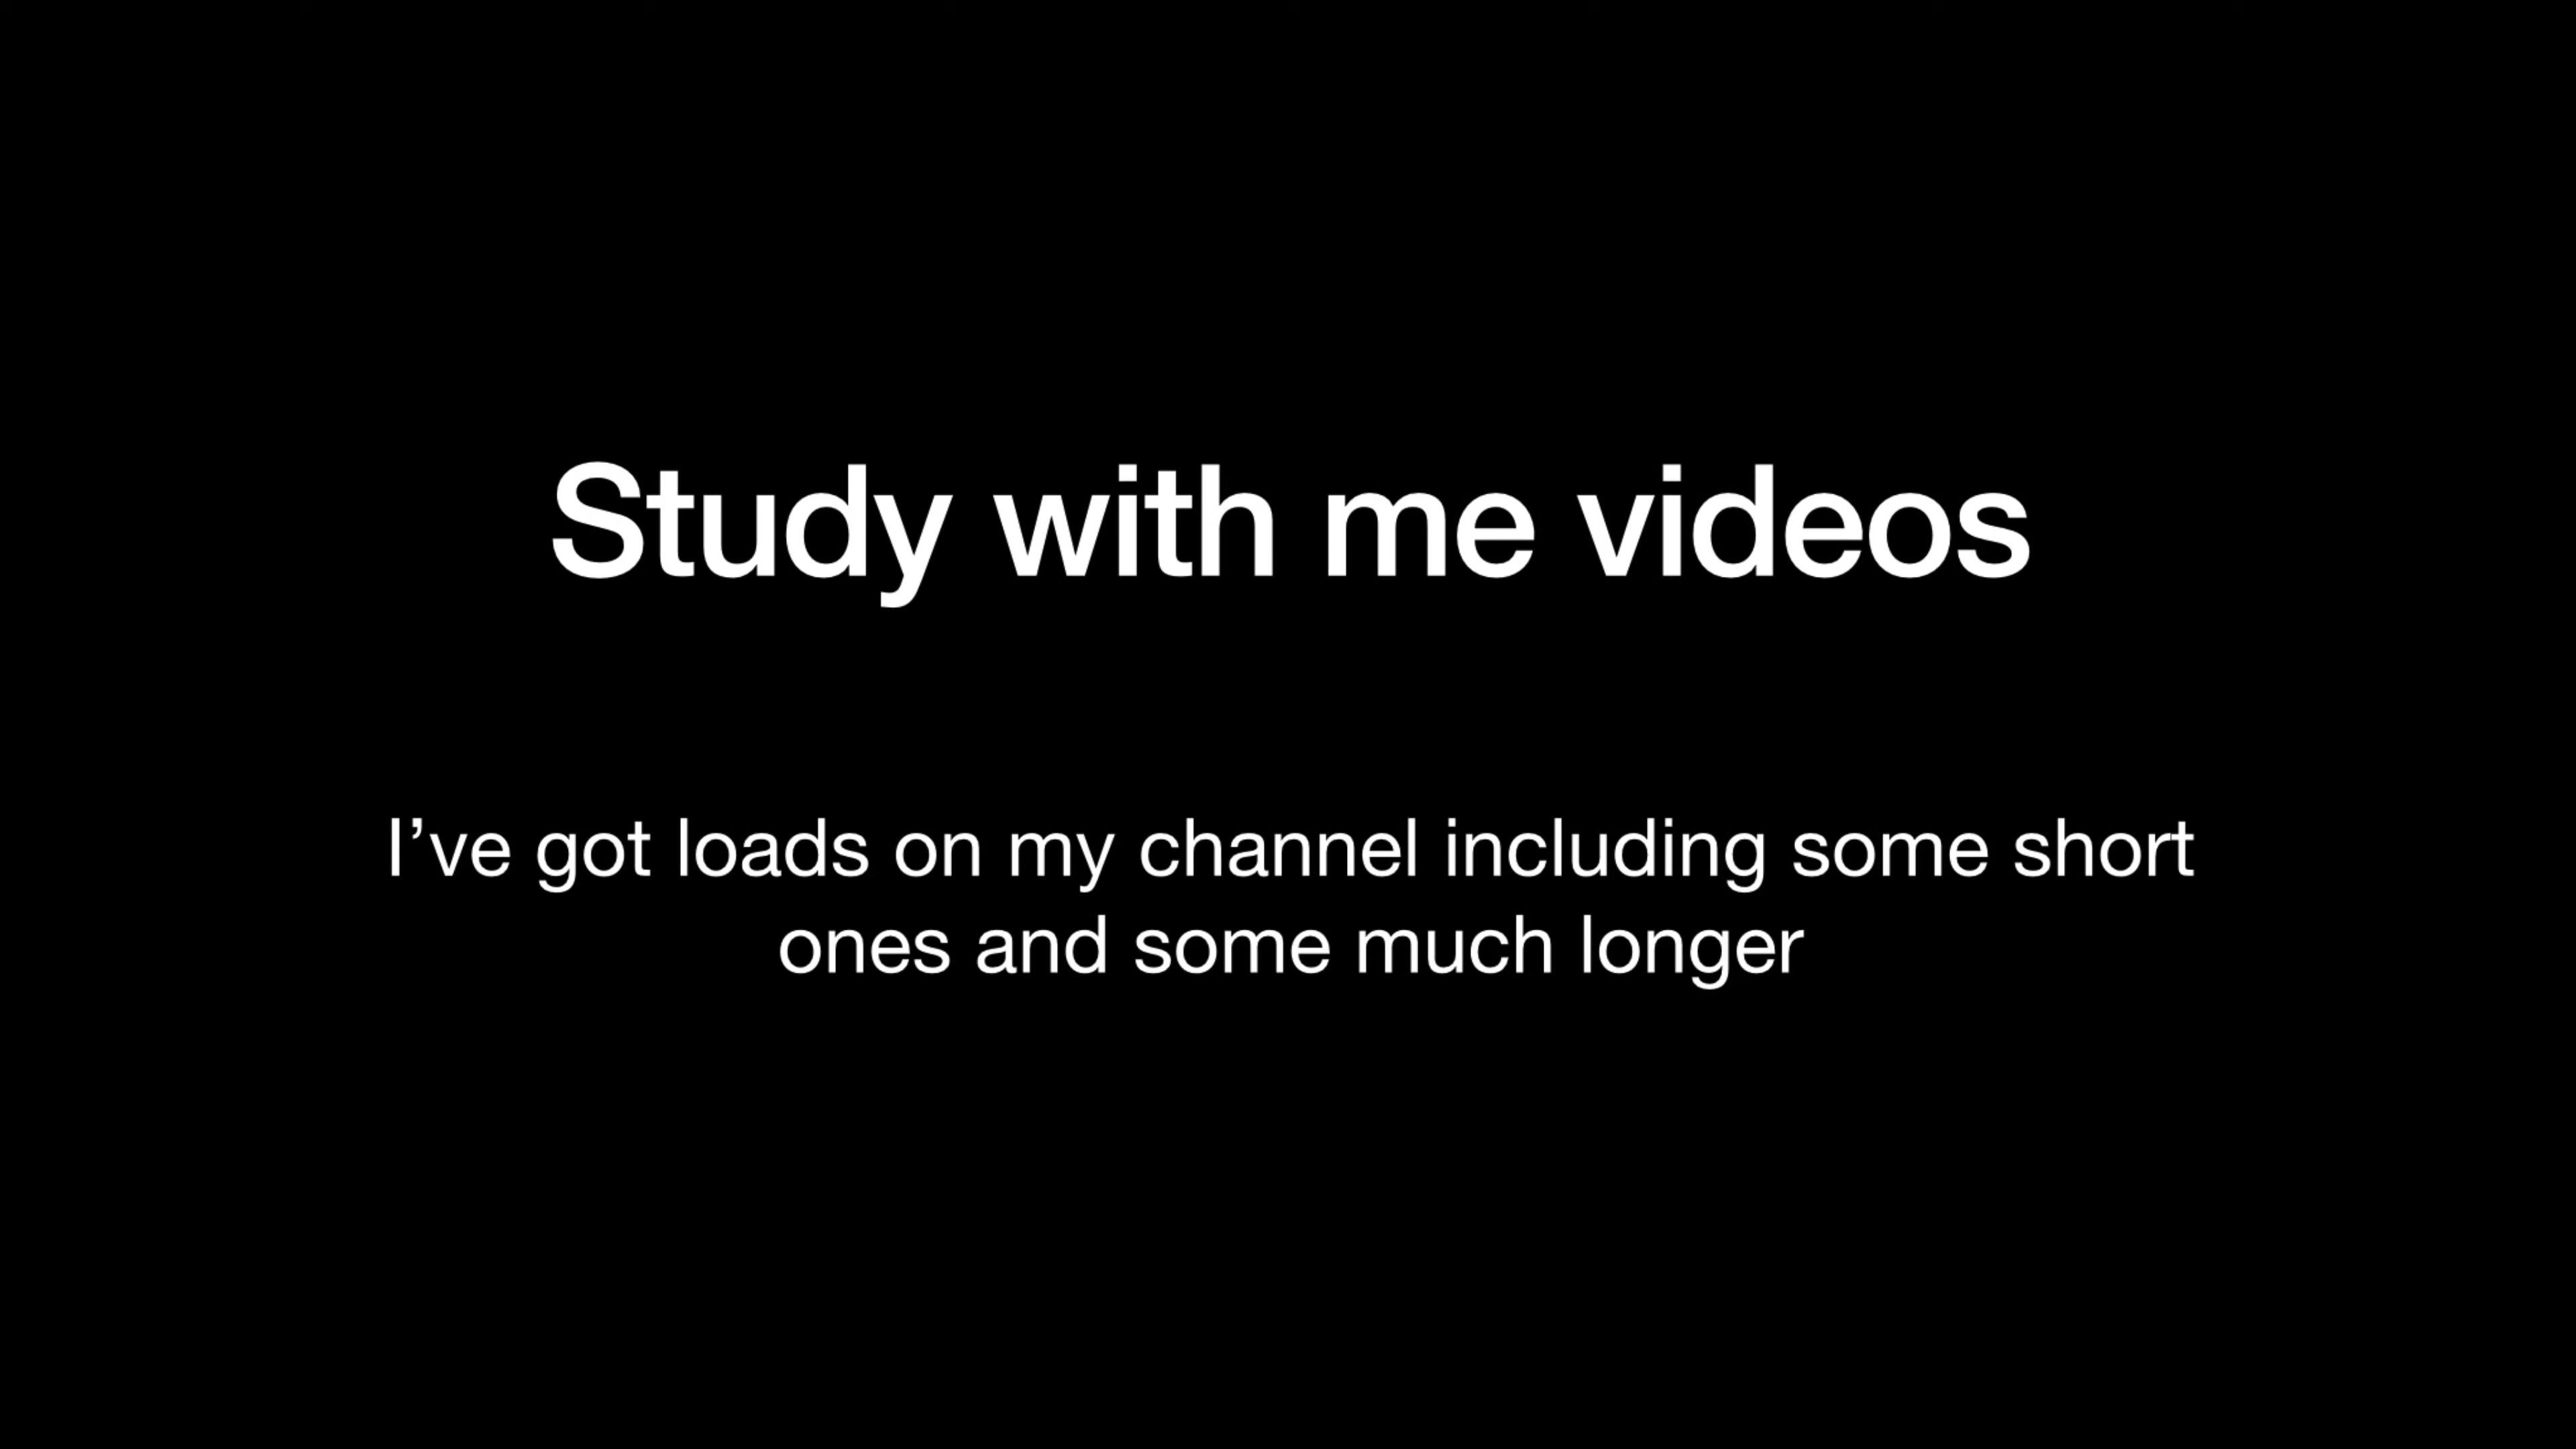 Study with me videos
I’ve got loads on my channel including some short
ones and some much longer